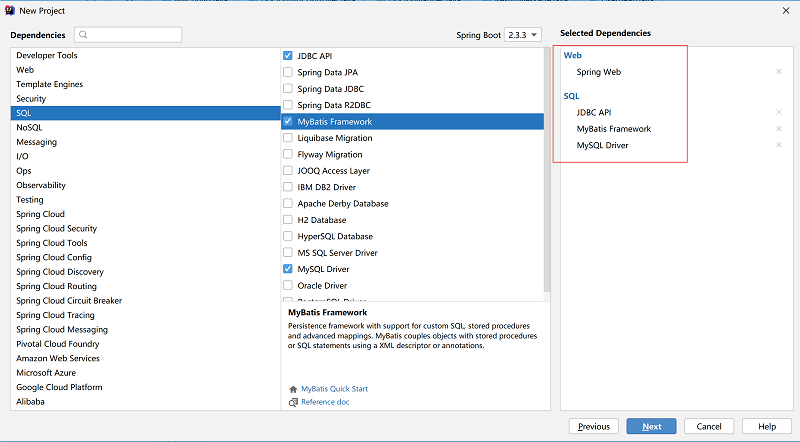 New Project
Dependencies
Spring Boot 2.3.3
Selected Dependencies
Developer Tools
Web
Template Engines
Security
SQL
NoSQL
Messaging
I/O
Ops
Observability
Testing
Spring Cloud
Spring Cloud Security
Spring Cloud Tools
Spring Cloud Config
Spring Cloud Discovery
Spring Cloud Routing
Spring Cloud Circuit Breaker
Spring Cloud Tracing
Spring Cloud Messaging
Pivotal Cloud Foundry
Amazon Web Services
Microsoft Azure
Google Cloud Platform
Alibaba
JDBC API
Spring Data JPA
Spring Data JDBC
Spring Data R2DBC
MyBatis Framework
Liquibase Migration
Flyway Migration
JOOQ Access Layer
IBM DB2 Driver
Apache Derby Database
H2 Database
HyperSQL Database
MS SQL Server Driver
MySQL Driver
Oracle Driver
MyBatis Framework
Persistence framework with support for custom SQL, stored procedures
and advanced mappings. MyBatis couples objects with stored procedures
or SQL statements using a XML descriptor or annotations.
MyBatis Quick Start
Reference doc
Web
Spring Web
SQL
JDBC API
MyBatis Framework
MySQL Driver
Previous
Next
Cancel
Help